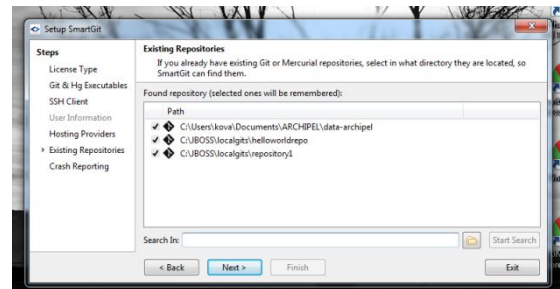 Setup SmartGit
Steps
License Type
Git & Hg Executables
SSH Client
User Information
Hosting Providers
Existing Repositories
Crash Reporting
Existing Repositories
If you already have existing Git or Mercurial repositories, select in what directory they are located, so
SmartGit can find them.
Found repository (selected ones will be remembered):
Path
C:\Users\kova\Documents\ARCHIPEL\data-archipel
C:\JBOSS\localgits\helloworldrepo
C:\JBOSS\localgits\repository1
Search In:
Start Search
< Back
Next >
Finish
Exit